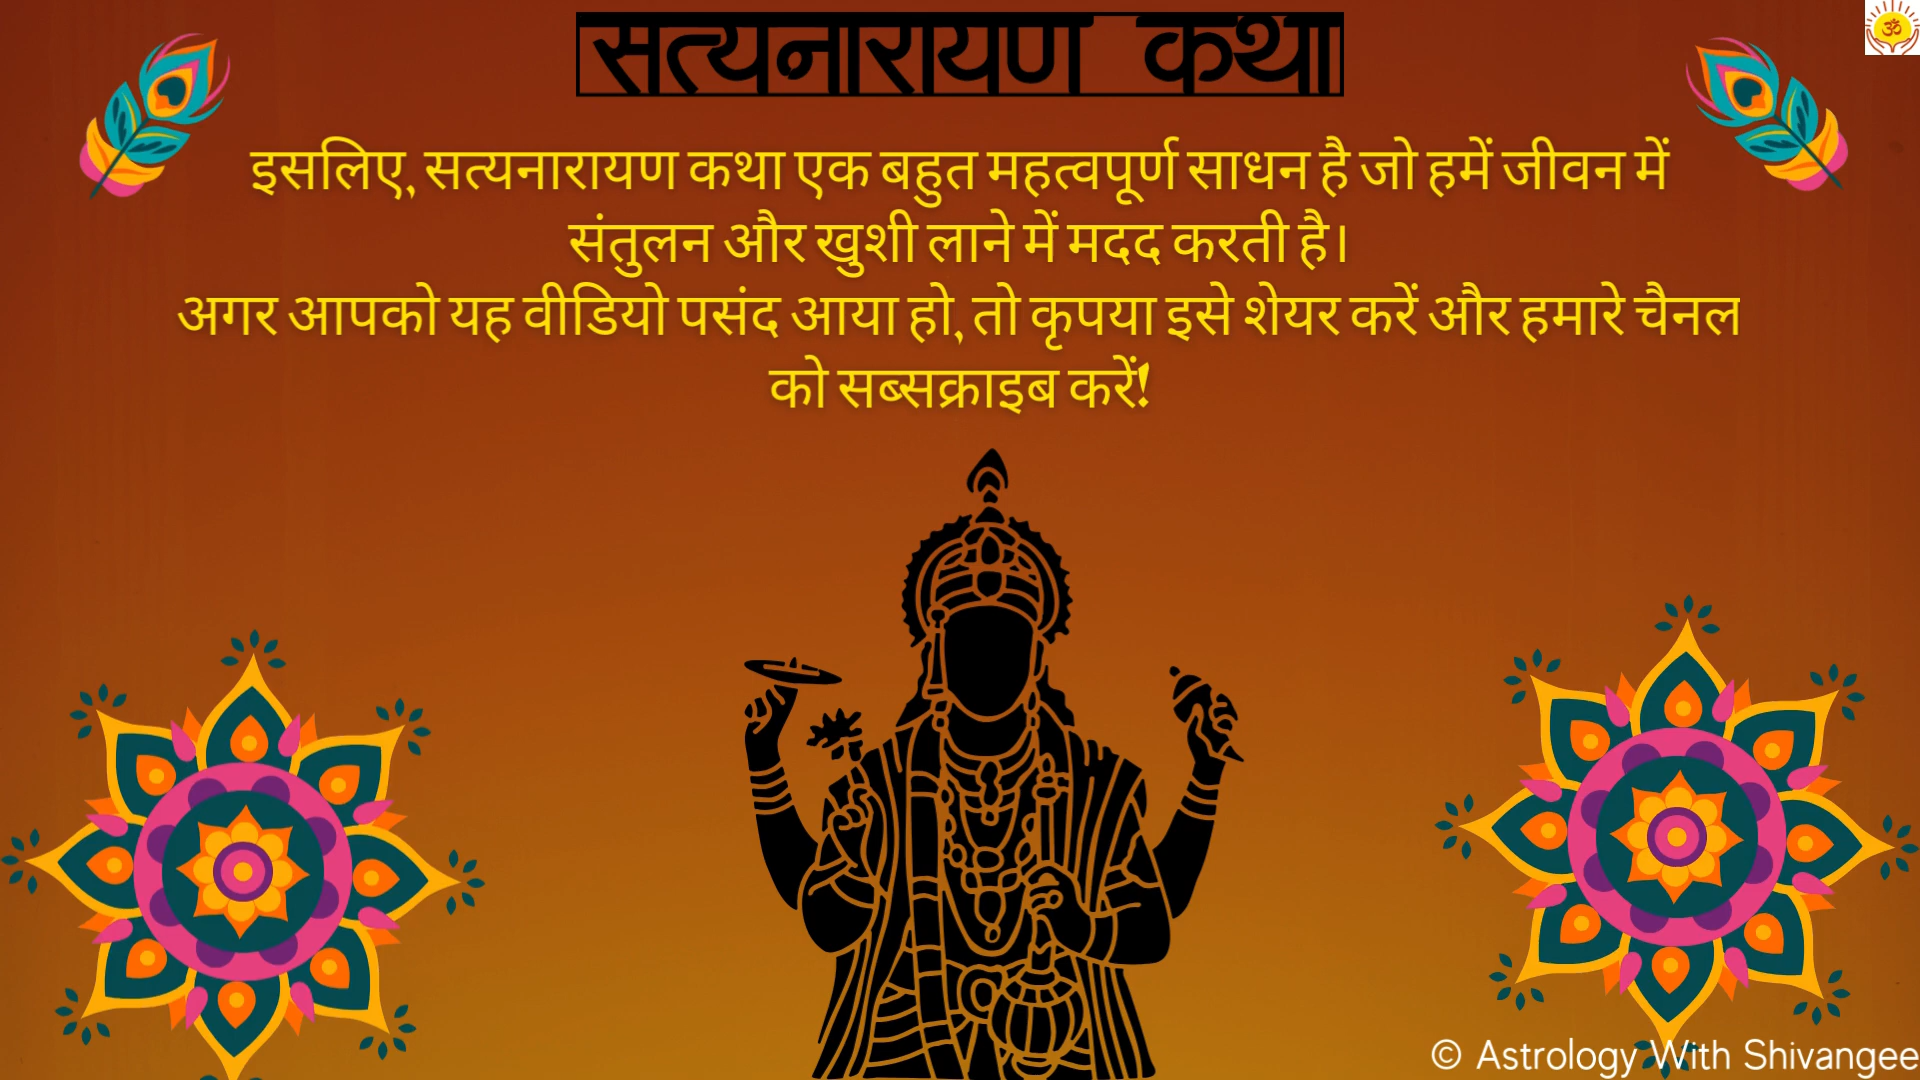 सत्यनारायण कथा
इसलिए, सत्यनारायण कथा एक बहुत महत्वपूर्ण साधन है जो हमें जीवन में
संतुलन और खुशी लाने में मदद करती है।
अगर आपको यह वीडियो पसंद आया हो, तो कृपया इसे शेयर करें और हमारे चैनल
को सब्सक्राइब करें!
ॐ
© Astrology With Shivangee